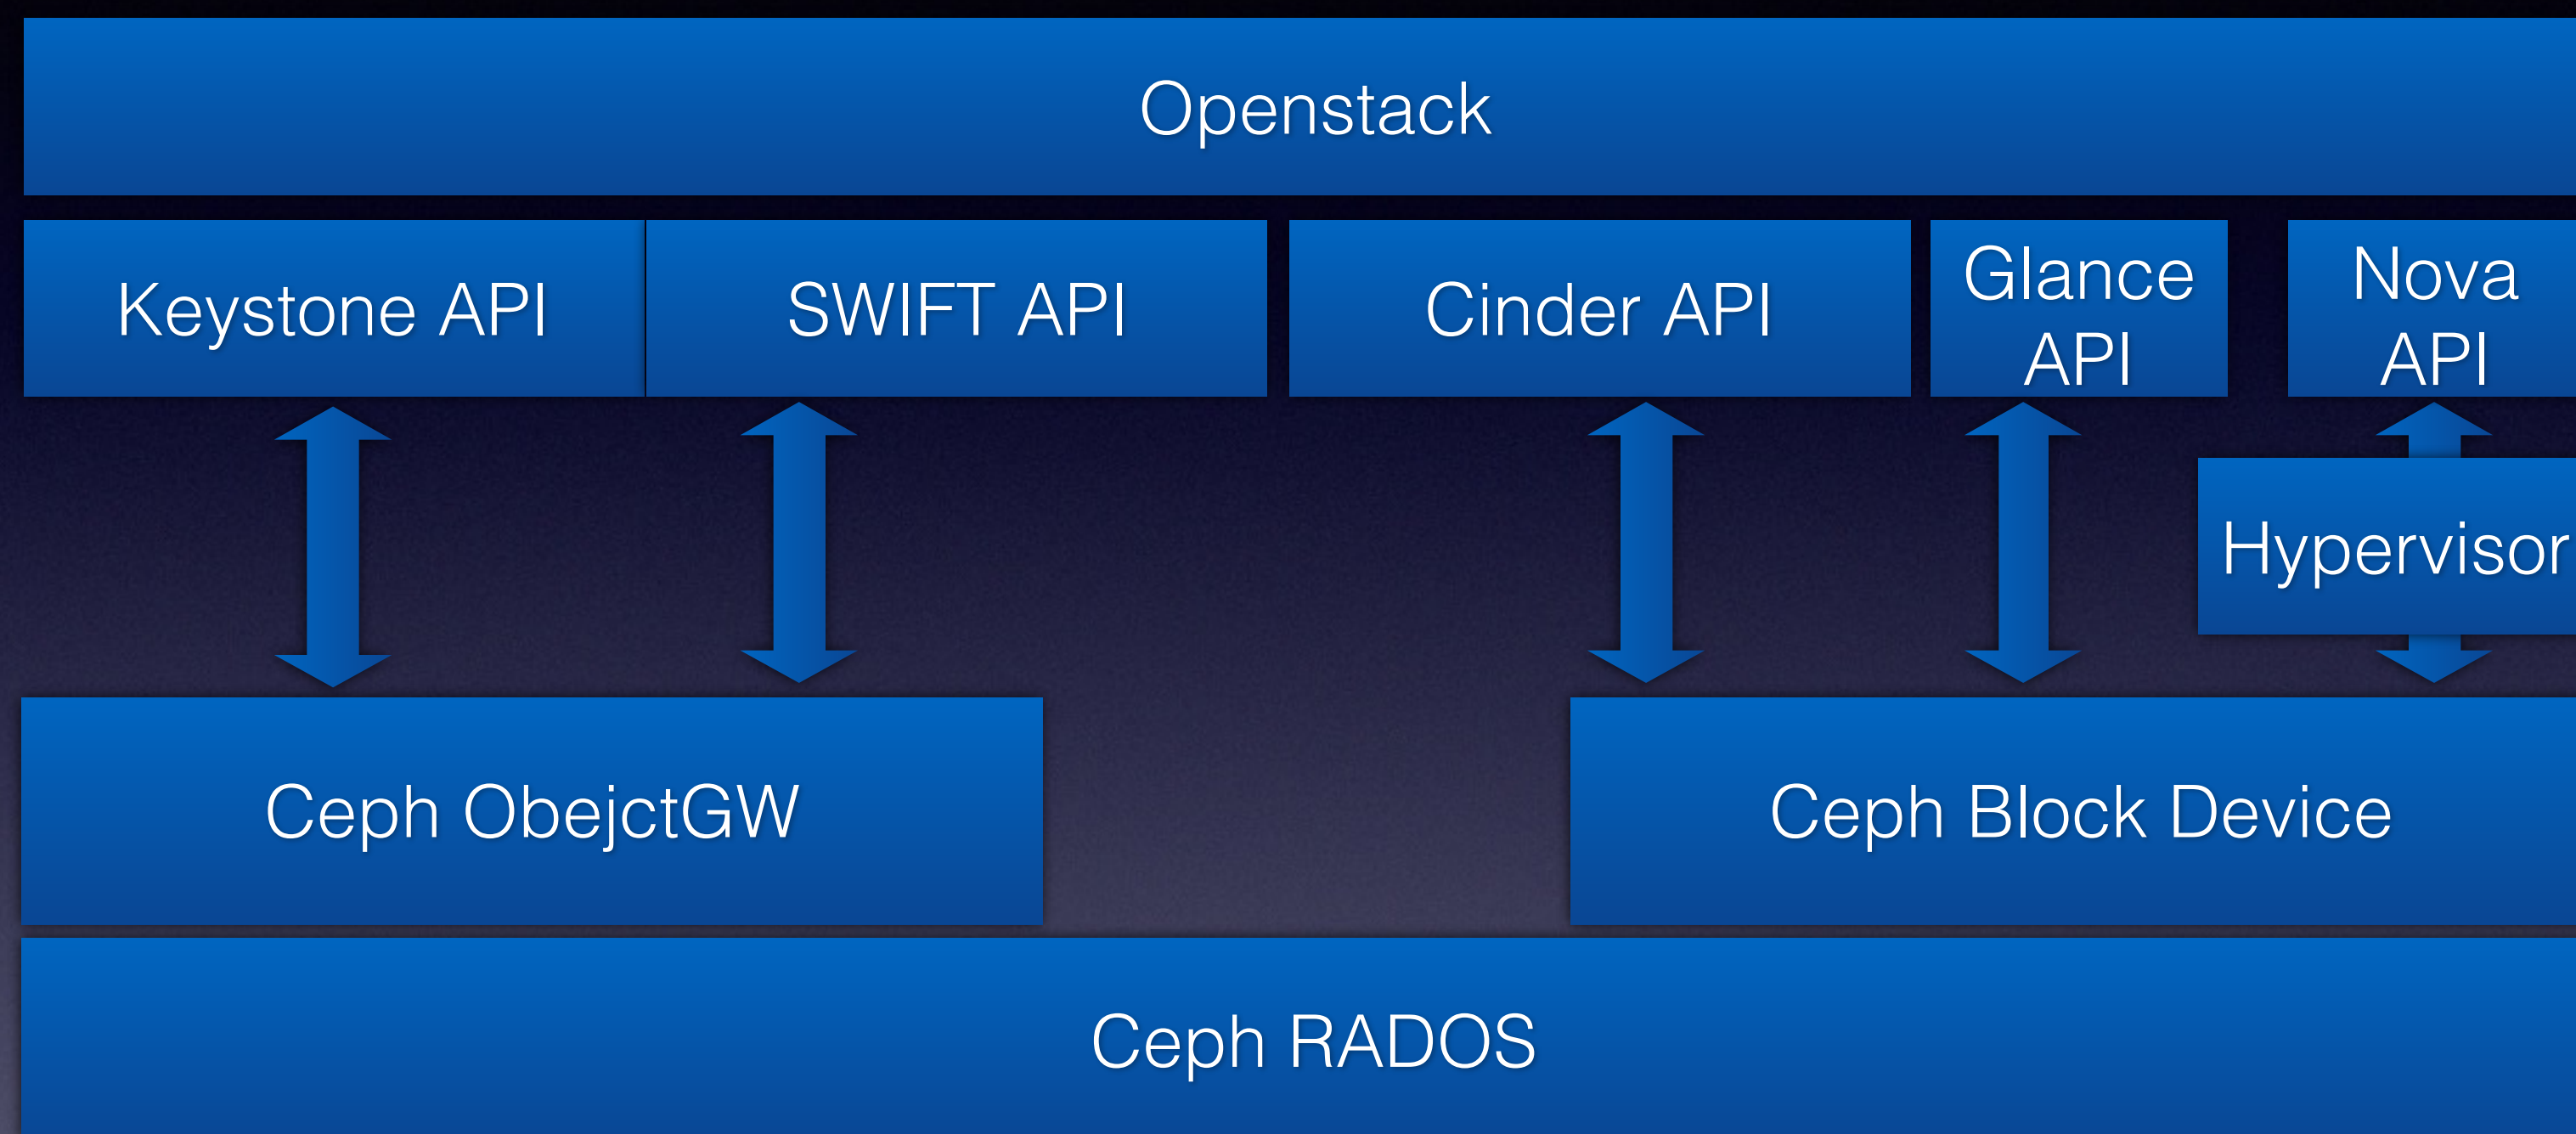 Openstack
Keystone API
SWIFT API
Cinder API
Glance
API
Nova
API
Hypervisor
Ceph ObejctGW
Ceph Block Device
Ceph RADOS